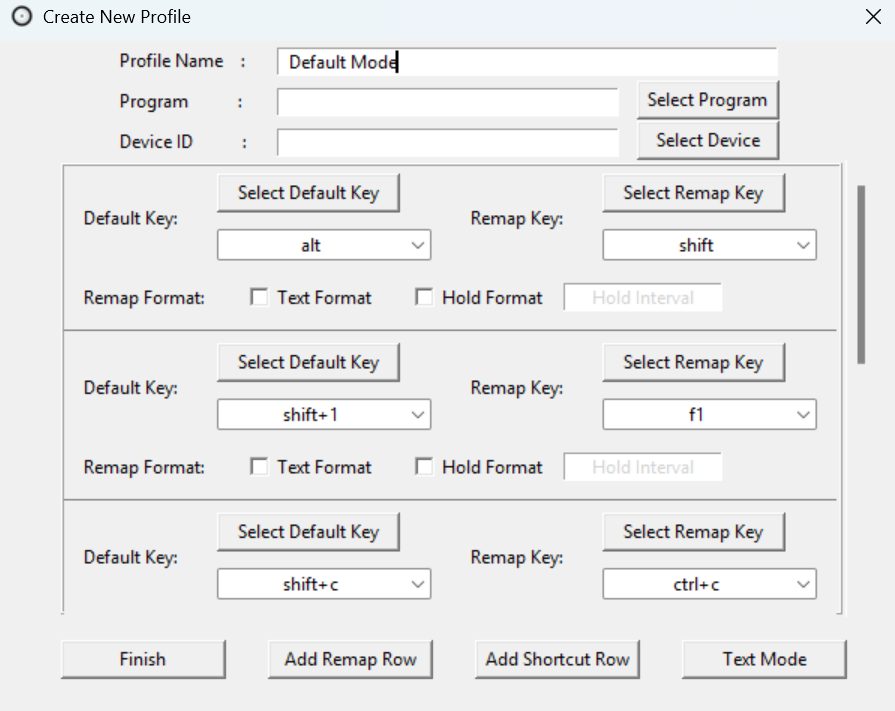 Create New Profile
Profile Name :
Default Mode
Program :
Select Program
Device ID :
Select Device
Select Default Key
Select Remap Key
Default Key:
Remap Key:
alt
shift
Remap Format:
Text Format
Hold Format
Hold Interval
Select Default Key
Select Remap Key
Default Key:
Remap Key:
shift+1
f1
Remap Format:
Text Format
Hold Format
Hold Interval
Select Default Key
Select Remap Key
Default Key:
Remap Key:
shift+c
ctrl+c
Finish
Add Remap Row
Add Shortcut Row
Text Mode